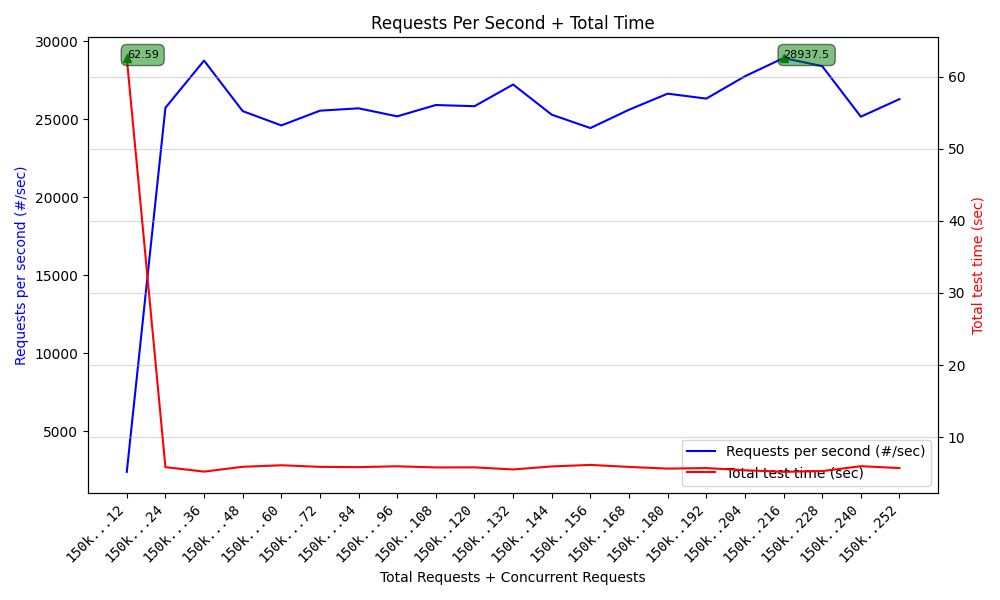 Requests Per Second + Total Time
62.59
28937.5
30000
25000
20000
15000
10000
5000
60
50
40
30
20
10
Requests per second (#/sec)
Total test time (sec)
Requests per second (#/sec)
Total test time (sec)
150k...12
150k...24
150k...36
150k...48
150k...60
150k...72
150k...84
150k...96
150k..108
150k..120
150k..132
150k..144
150k..156
150k..168
150k..180
150k..192
150k..204
150k..216
150k..228
150k..240
150k..252
Total Requests + Concurrent Requests